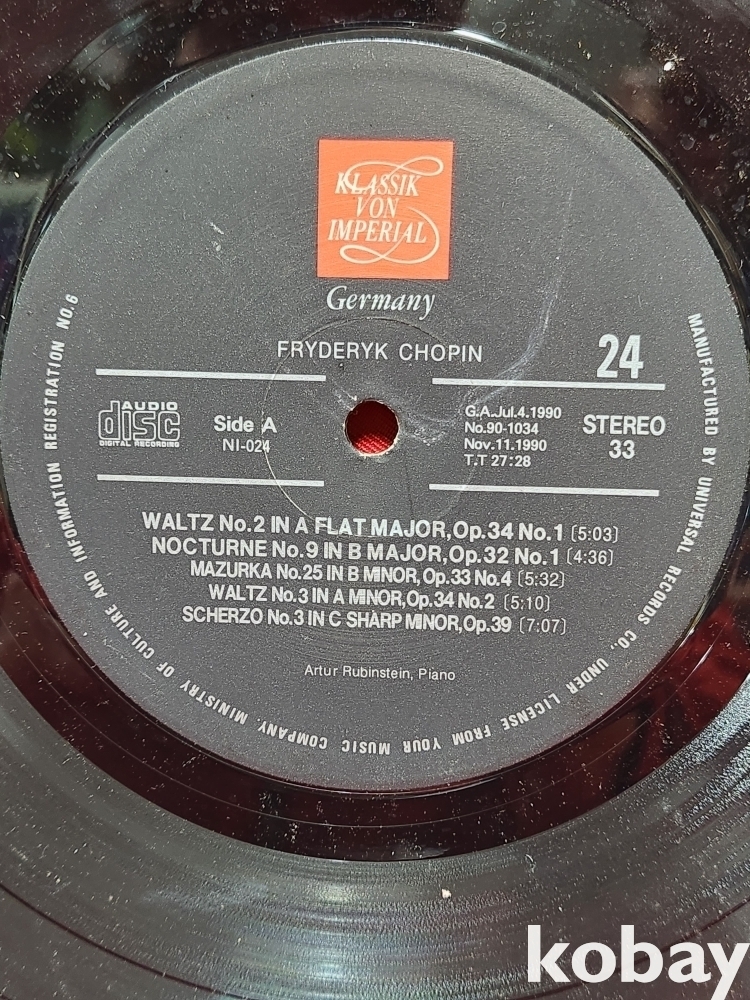 KLASSIK
VON
IMPERIAL
Germany
FRYDERYK CHOPIN
24
AUDIO
disc
DIGITAL RECORDING
Side A
NI-024
G.A.Jul.4.1990
No.90-1034
Nov.11.1990
T.T 27:28
STEREO
33
WALTZ No.2 IN A FLAT MAJOR,Op.34 No.1 (5:03)
NOCTURNE No.9 IN B MAJOR,Op.32 No.1 (4:36)
MAZURKA No.25 IN B MINOR,Op.33 No.4 (5:32)
WALTZ No.3 IN A MINOR,Op.34 No.2 (5:10)
SCHERZO No.3 IN C SHARP MINOR,Op.39 (7:07)
Artur Rubinstein, Piano
MANUFACTURED BY UNIVERSAL RECORDS CO., UNDER LICENSE FROM YOUR MUSIC COMPANY. MINISTRY OF CULTURE AND INFORMATION REGISTRATION NO.6
kobay